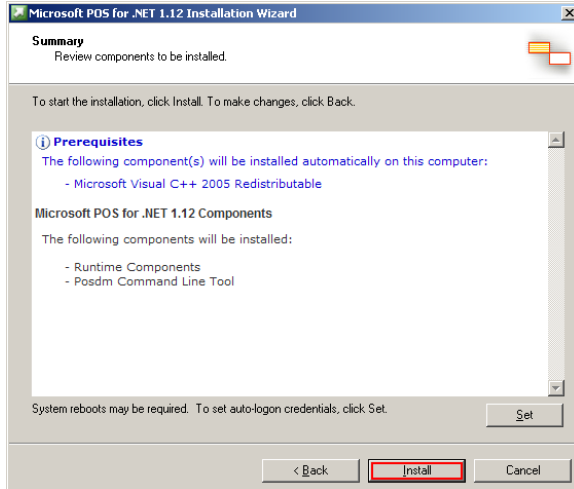 Microsoft POS for .NET 1.12 Installation Wizard
Summary
Review components to be installed.
To start the installation, click Install. To make changes, click Back.
Prerequisites
The following component(s) will be installed automatically on this computer:
- Microsoft Visual C++ 2005 Redistributable
Microsoft POS for .NET 1.12 Components
The following components will be installed:
- Runtime Components
- Posdm Command Line Tool
System reboots may be required. To set auto-logon credentials, click Set.
Set
< Back
Install
Cancel